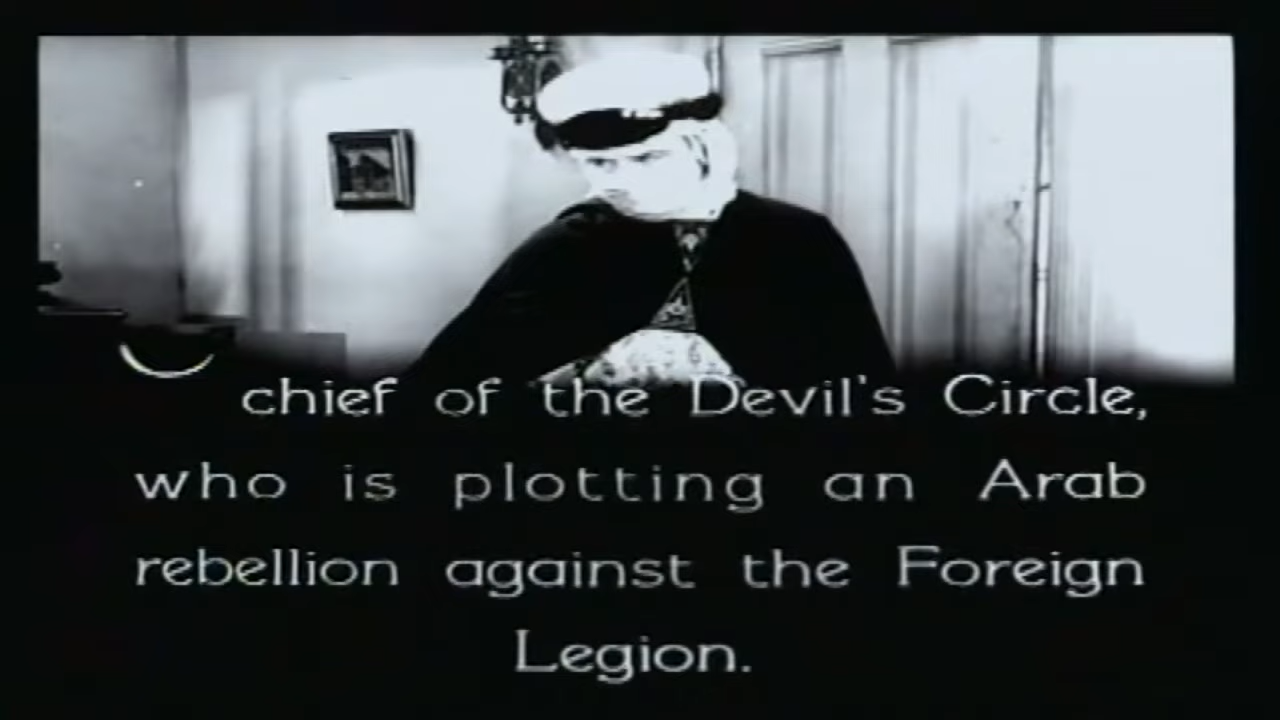 chief of the Devil's Circle,
who is plotting an Arab
rebellion against the Foreign
Legion.